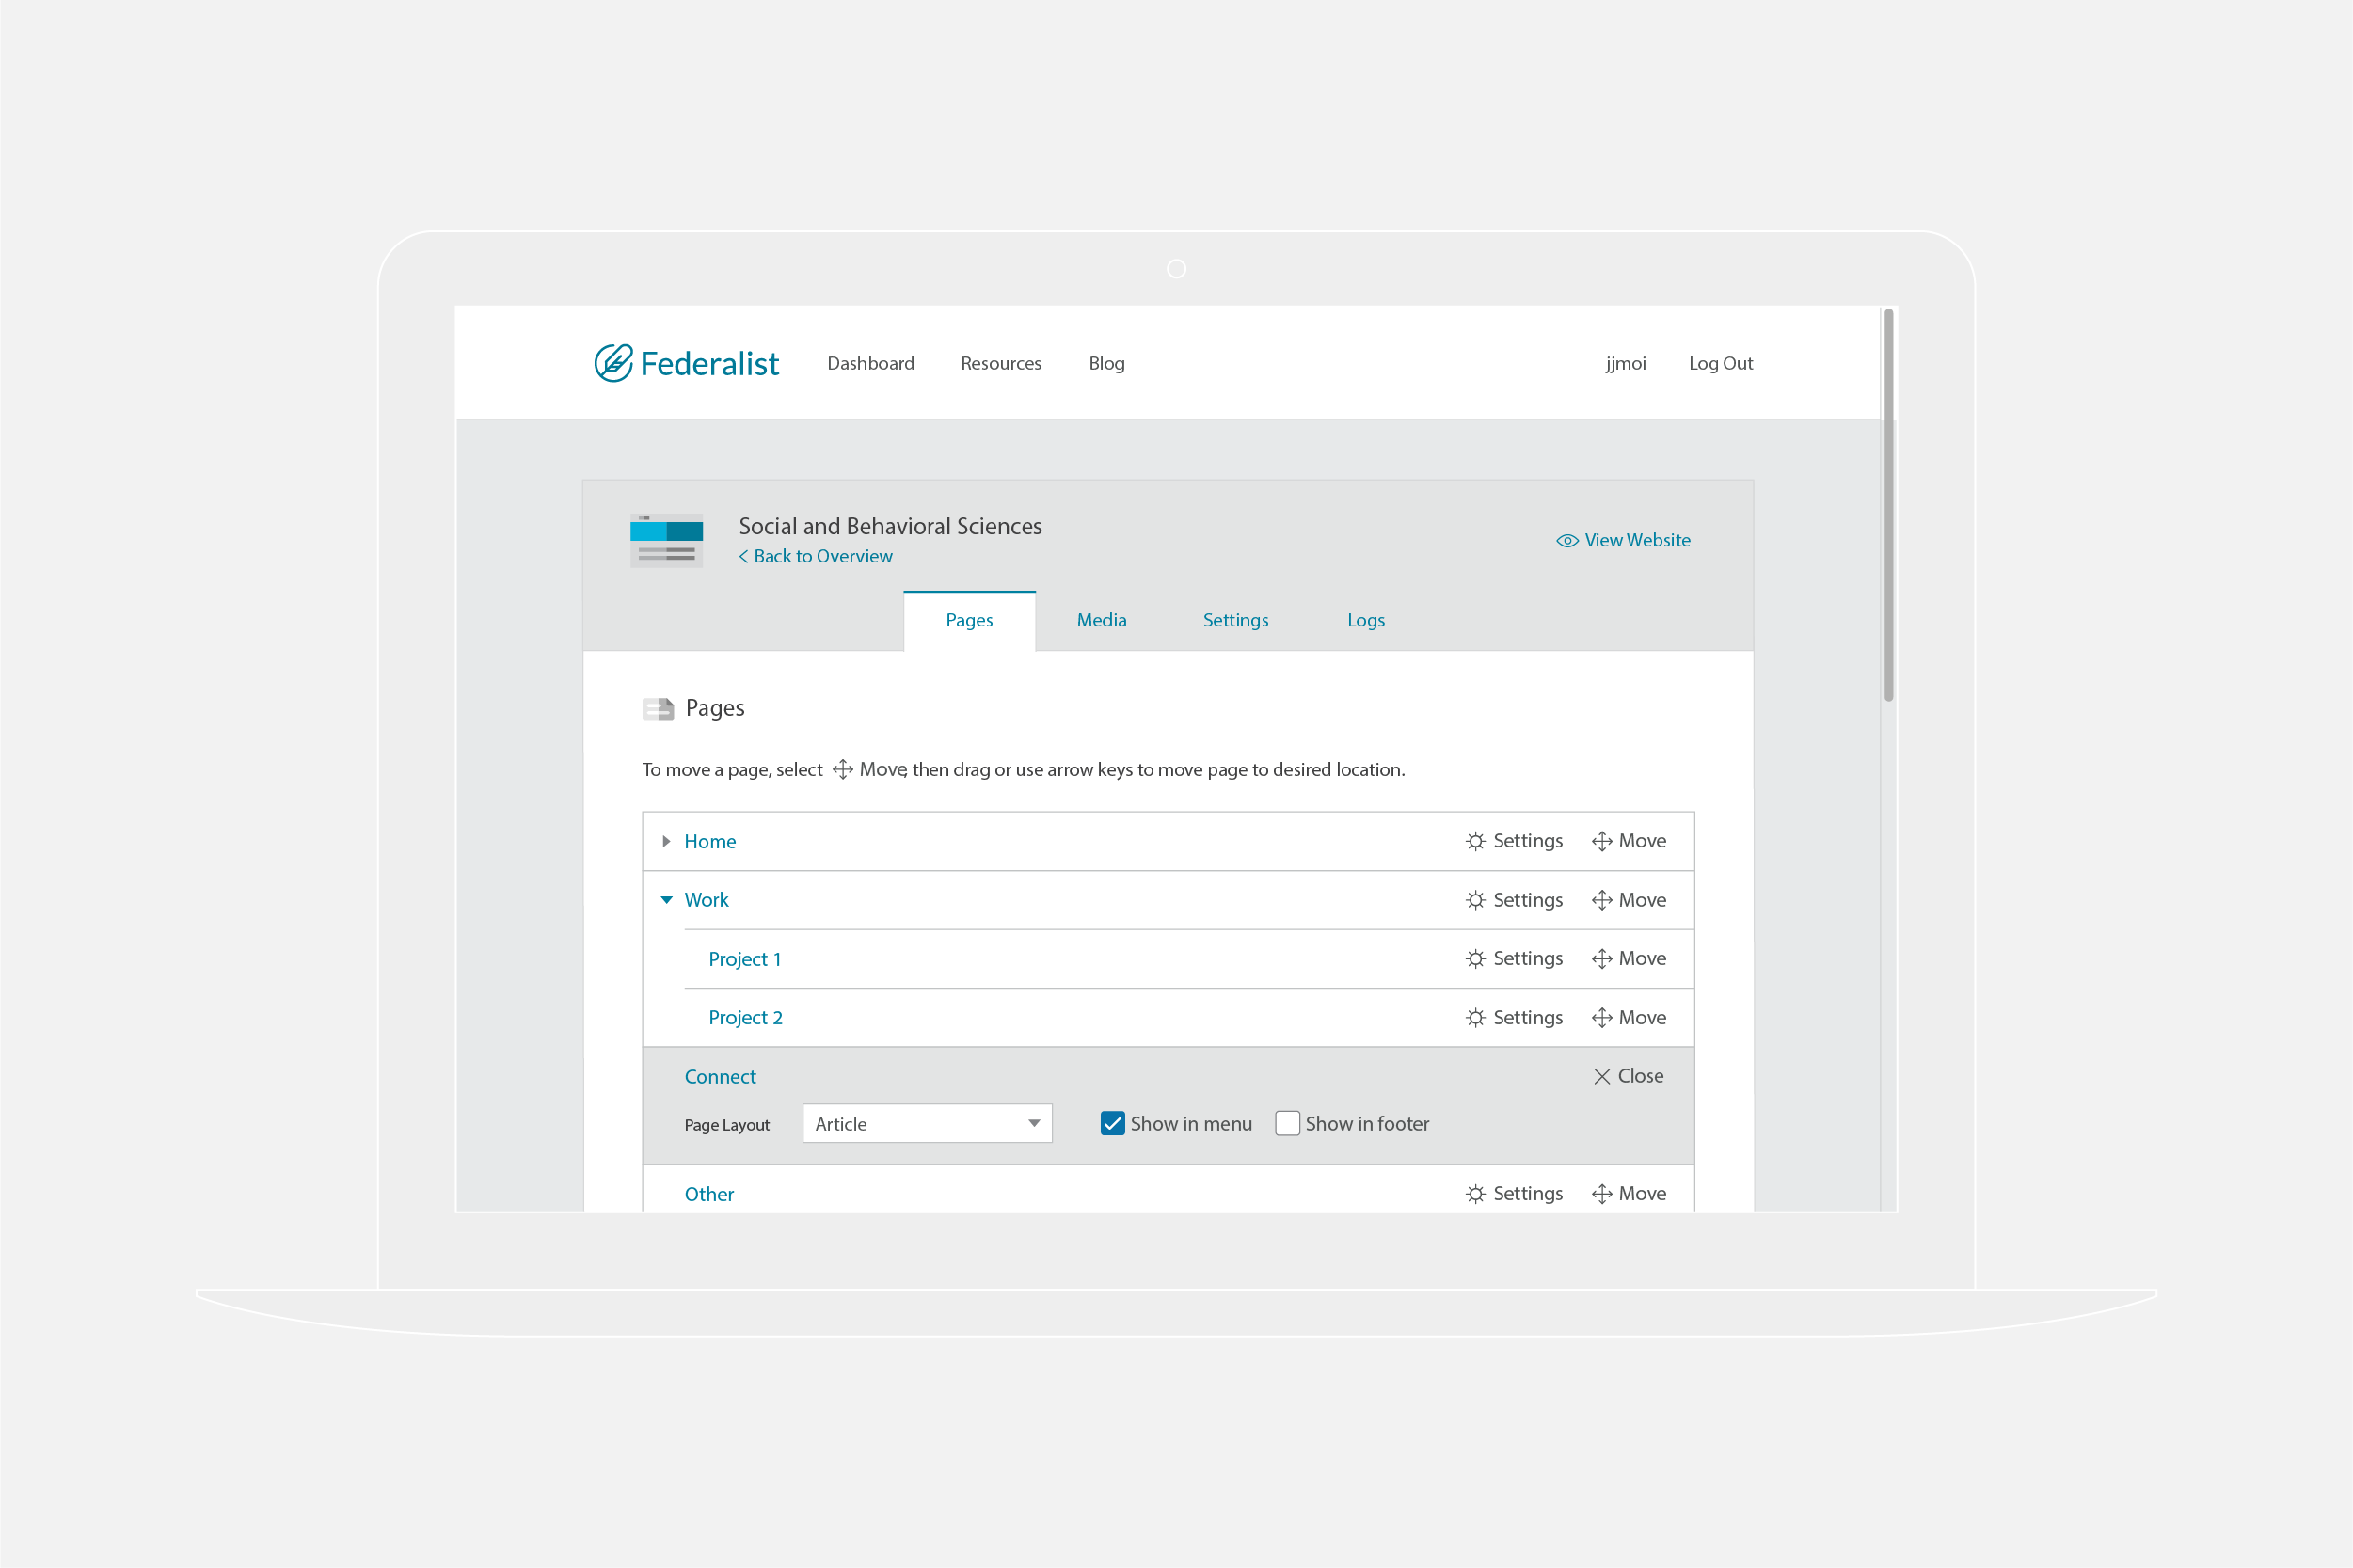 Federalist Dashboard Resources Blog jjmoi Log Out
Social and Behavioral Sciences
< Back to Overview
View Website
Pages Media Settings Logs
Pages
To move a page, select Move, then drag or use arrow keys to move page to desired location.
Home Settings Move
Work Settings Move
Project 1 Settings Move
Project 2 Settings Move
Connect Close
Page Layout Article Show in menu Show in footer
Other Settings Move